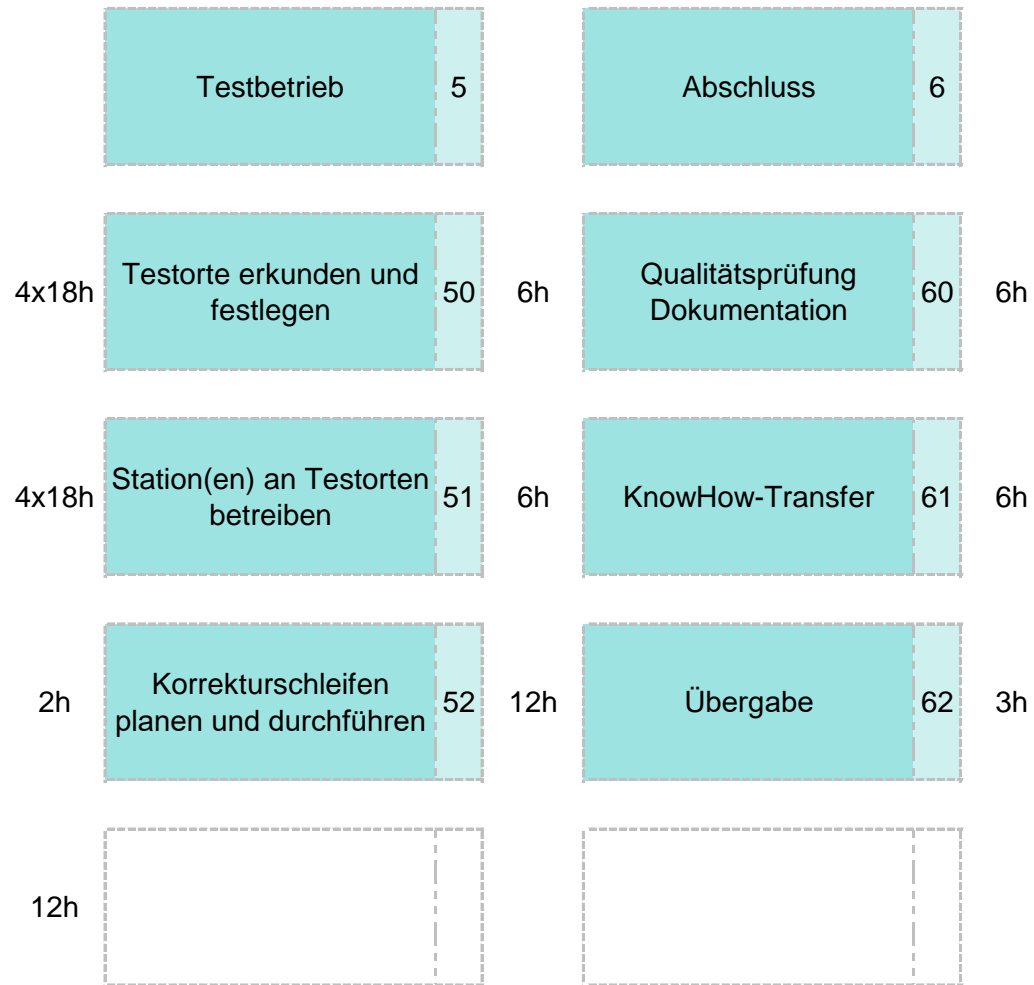 Testbetrieb 5 Abschluss 6
4x18h Testorte erkunden und 50 6h Qualitätsprüfung 60 6h
festlegen Dokumentation
4x18h Station(en) an Testorten 51 6h KnowHow-Transfer 61 6h
betreiben
2h Korrekturschleifen 52 12h Übergabe 62 3h
planen und durchführen
12h